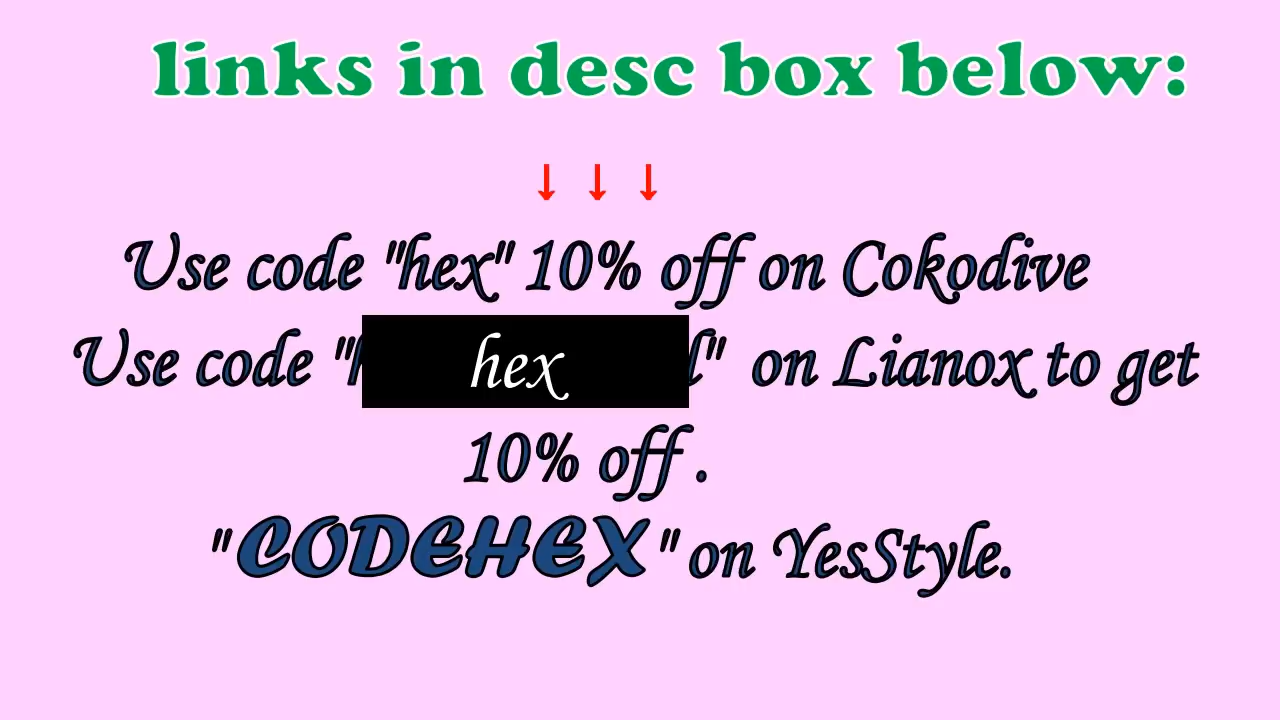 links in desc box below:
↓ ↓ ↓
Use code "hex" 10% off on Cokodive
Use code "hex" on Lianox to get
10% off .
"CODEHEX" on YesStyle.